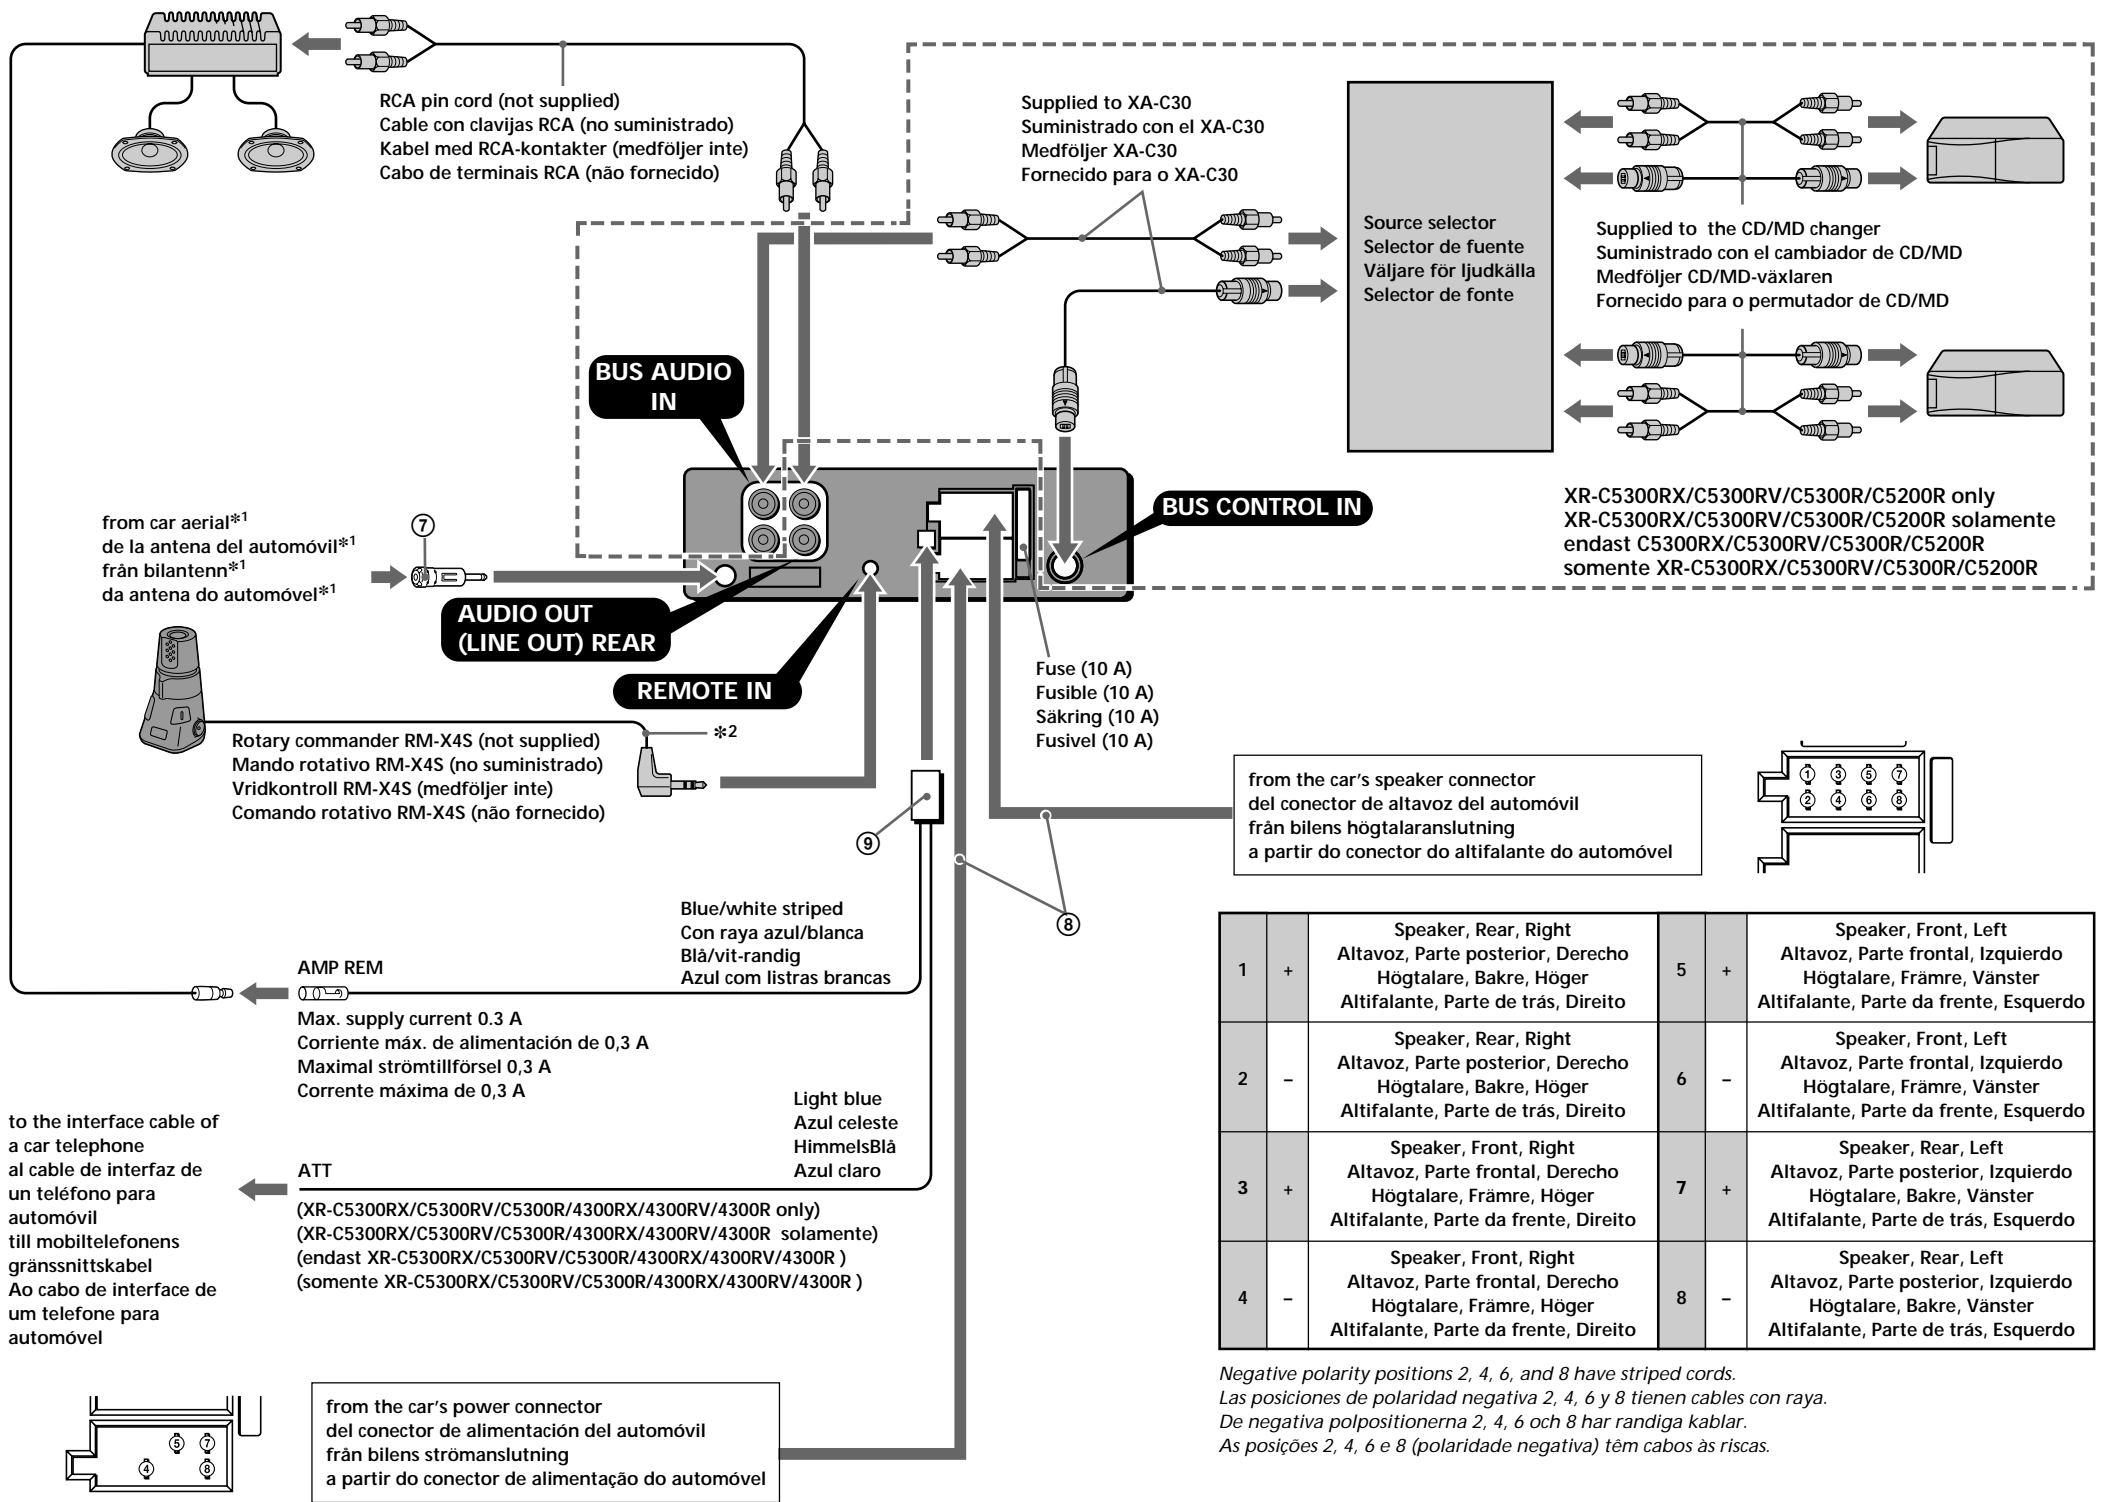 RCA pin cord (not supplied)
Cable con clavijas RCA (no suministrado)
Kabel med RCA-kontakter (medföljer inte)
Cabo de terminais RCA (não fornecido)
Supplied to XA-C30
Suministrado con el XA-C30
Medföljer XA-C30
Fornecido para o XA-C30
Source selector
Selector de fuente
Väljare för ljudkälla
Selector de fonte
Supplied to the CD/MD changer
Suministrado con el cambiador de CD/MD
Medföljer CD/MD-växlaren
Fornecido para o permutador de CD/MD
BUS AUDIO
IN
BUS CONTROL IN
XR-C5300RX/C5300RV/C5300R/C5200R only
XR-C5300RX/C5300RV/C5300R/C5200R solamente
endast C5300RX/C5300RV/C5300R/C5200R
somente XR-C5300RX/C5300RV/C5300R/C5200R
from car aerial*1
de la antena del automóvil*1
från bilantenn*1
da antena do automóvel*1
⑦
AUDIO OUT
(LINE OUT) REAR
REMOTE IN
Fuse (10 A)
Fusible (10 A)
Säkring (10 A)
Fusivel (10 A)
*2
Rotary commander RM-X4S (not supplied)
Mando rotativo RM-X4S (no suministrado)
Vridkontroll RM-X4S (medföljer inte)
Comando rotativo RM-X4S (não fornecido)
⑨
⑧
from the car's speaker connector
del conector de altavoz del automóvil
från bilens högtalaranslutning
a partir do conector do altifalante do automóvel
① ③ ⑤ ⑦
② ④ ⑥ ⑧
Blue/white striped
Con raya azul/blanca
Blå/vit-randig
Azul com listras brancas
AMP REM
Max. supply current 0.3 A
Corriente máx. de alimentación de 0,3 A
Maximal strömtillförsel 0,3 A
Corrente máxima de 0,3 A
Light blue
Azul celeste
HimmelsBlå
Azul claro
to the interface cable of
a car telephone
al cable de interfaz de
un teléfono para
automóvil
till mobiltelefonens
gränssnittskabel
Ao cabo de interface de
um telefone para
automóvel
ATT
(XR-C5300RX/C5300RV/C5300R/4300RX/4300RV/4300R only)
(XR-C5300RX/C5300RV/C5300R/4300RX/4300RV/4300R solamente)
(endast XR-C5300RX/C5300RV/C5300R/4300RX/4300RV/4300R )
(somente XR-C5300RX/C5300RV/C5300R/4300RX/4300RV/4300R )
1 +
Speaker, Rear, Right
Altavoz, Parte posterior, Derecho
Högtalare, Bakre, Höger
Altifalante, Parte de trás, Direito
5 +
Speaker, Front, Left
Altavoz, Parte frontal, Izquierdo
Högtalare, Främre, Vänster
Altifalante, Parte da frente, Esquerdo
2 –
Speaker, Rear, Right
Altavoz, Parte posterior, Derecho
Högtalare, Bakre, Höger
Altifalante, Parte de trás, Direito
6 –
Speaker, Front, Left
Altavoz, Parte frontal, Izquierdo
Högtalare, Främre, Vänster
Altifalante, Parte da frente, Esquerdo
3 +
Speaker, Front, Right
Altavoz, Parte frontal, Derecho
Högtalare, Främre, Höger
Altifalante, Parte da frente, Direito
7 +
Speaker, Rear, Left
Altavoz, Parte posterior, Izquierdo
Högtalare, Bakre, Vänster
Altifalante, Parte de trás, Esquerdo
4 –
Speaker, Front, Right
Altavoz, Parte frontal, Derecho
Högtalare, Främre, Höger
Altifalante, Parte da frente, Direito
8 –
Speaker, Rear, Left
Altavoz, Parte posterior, Izquierdo
Högtalare, Bakre, Vänster
Altifalante, Parte de trás, Esquerdo
Negative polarity positions 2, 4, 6, and 8 have striped cords.
Las posiciones de polaridad negativa 2, 4, 6 y 8 tienen cables con raya.
De negativa polpositionerna 2, 4, 6 och 8 har randiga kablar.
As posições 2, 4, 6 e 8 (polaridade negativa) têm cabos às riscas.
⑤ ⑦
④ ⑧
from the car's power connector
del conector de alimentación del automóvil
från bilens strömanslutning
a partir do conector de alimentação do automóvel